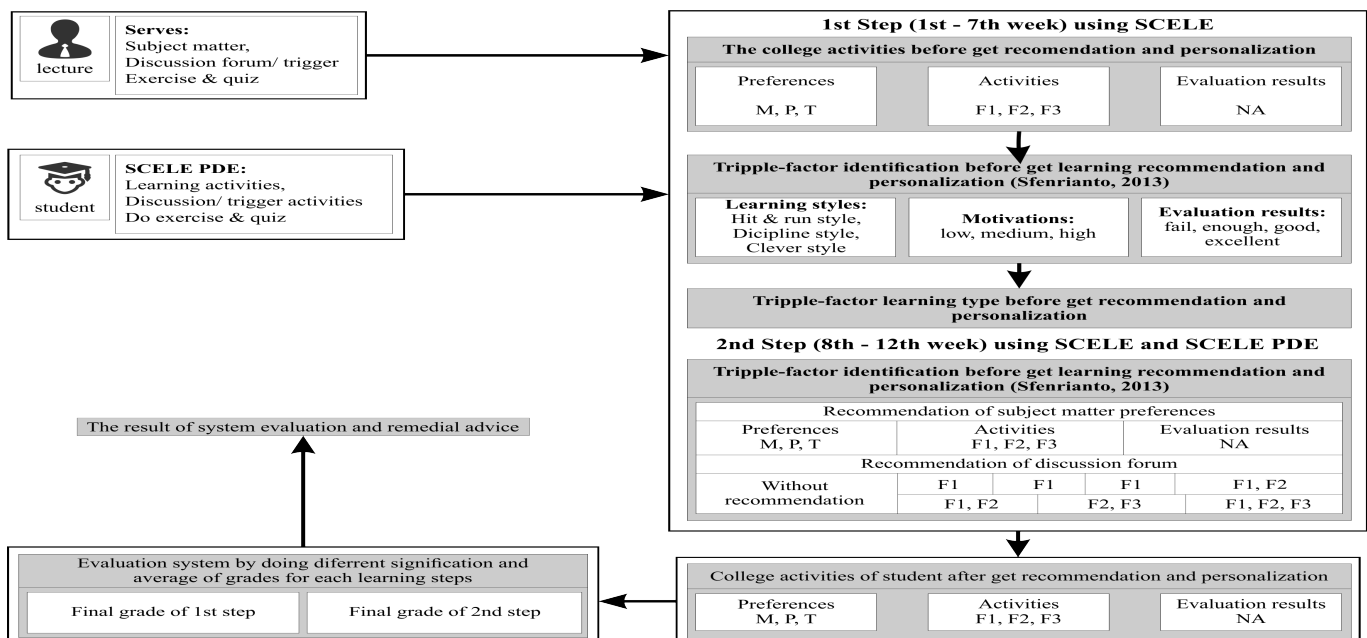 lecture
Serves:
Subject matter,
Discussion forum/ trigger
Exercise & quiz
student
SCELE PDE:
Learning activities,
Discussion/ trigger activities
Do exercise & quiz
1st Step (1st - 7th week) using SCELE
The college activities before get recomendation and personalization
Preferences
M, P, T
Activities
F1, F2, F3
Evaluation results
NA
Tripple-factor identification before get learning recommendation and
personalization (Sfenrianto, 2013)
Learning styles:
Hit & run style,
Dicipline style,
Clever style
Motivations:
low, medium, high
Evaluation results:
fail, enough, good,
excellent
Tripple-factor learning type before get recommendation and
personalization
2nd Step (8th - 12th week) using SCELE and SCELE PDE
Tripple-factor identification before get learning recommendation and
personalization (Sfenrianto, 2013)
Recommendation of subject matter preferences
Preferences
M, P, T
Activities
F1, F2, F3
Evaluation results
NA
Recommendation of discussion forum
Without
recommendation
F1 F1 F1 F1, F2
F1, F2 F2, F3 F1, F2, F3
College activities of student after get recommendation and personalization
Preferences
M, P, T
Activities
F1, F2, F3
Evaluation results
NA
Evaluation system by doing diferrent signification and
average of grades for each learning steps
Final grade of 1st step
Final grade of 2nd step
The result of system evaluation and remedial advice